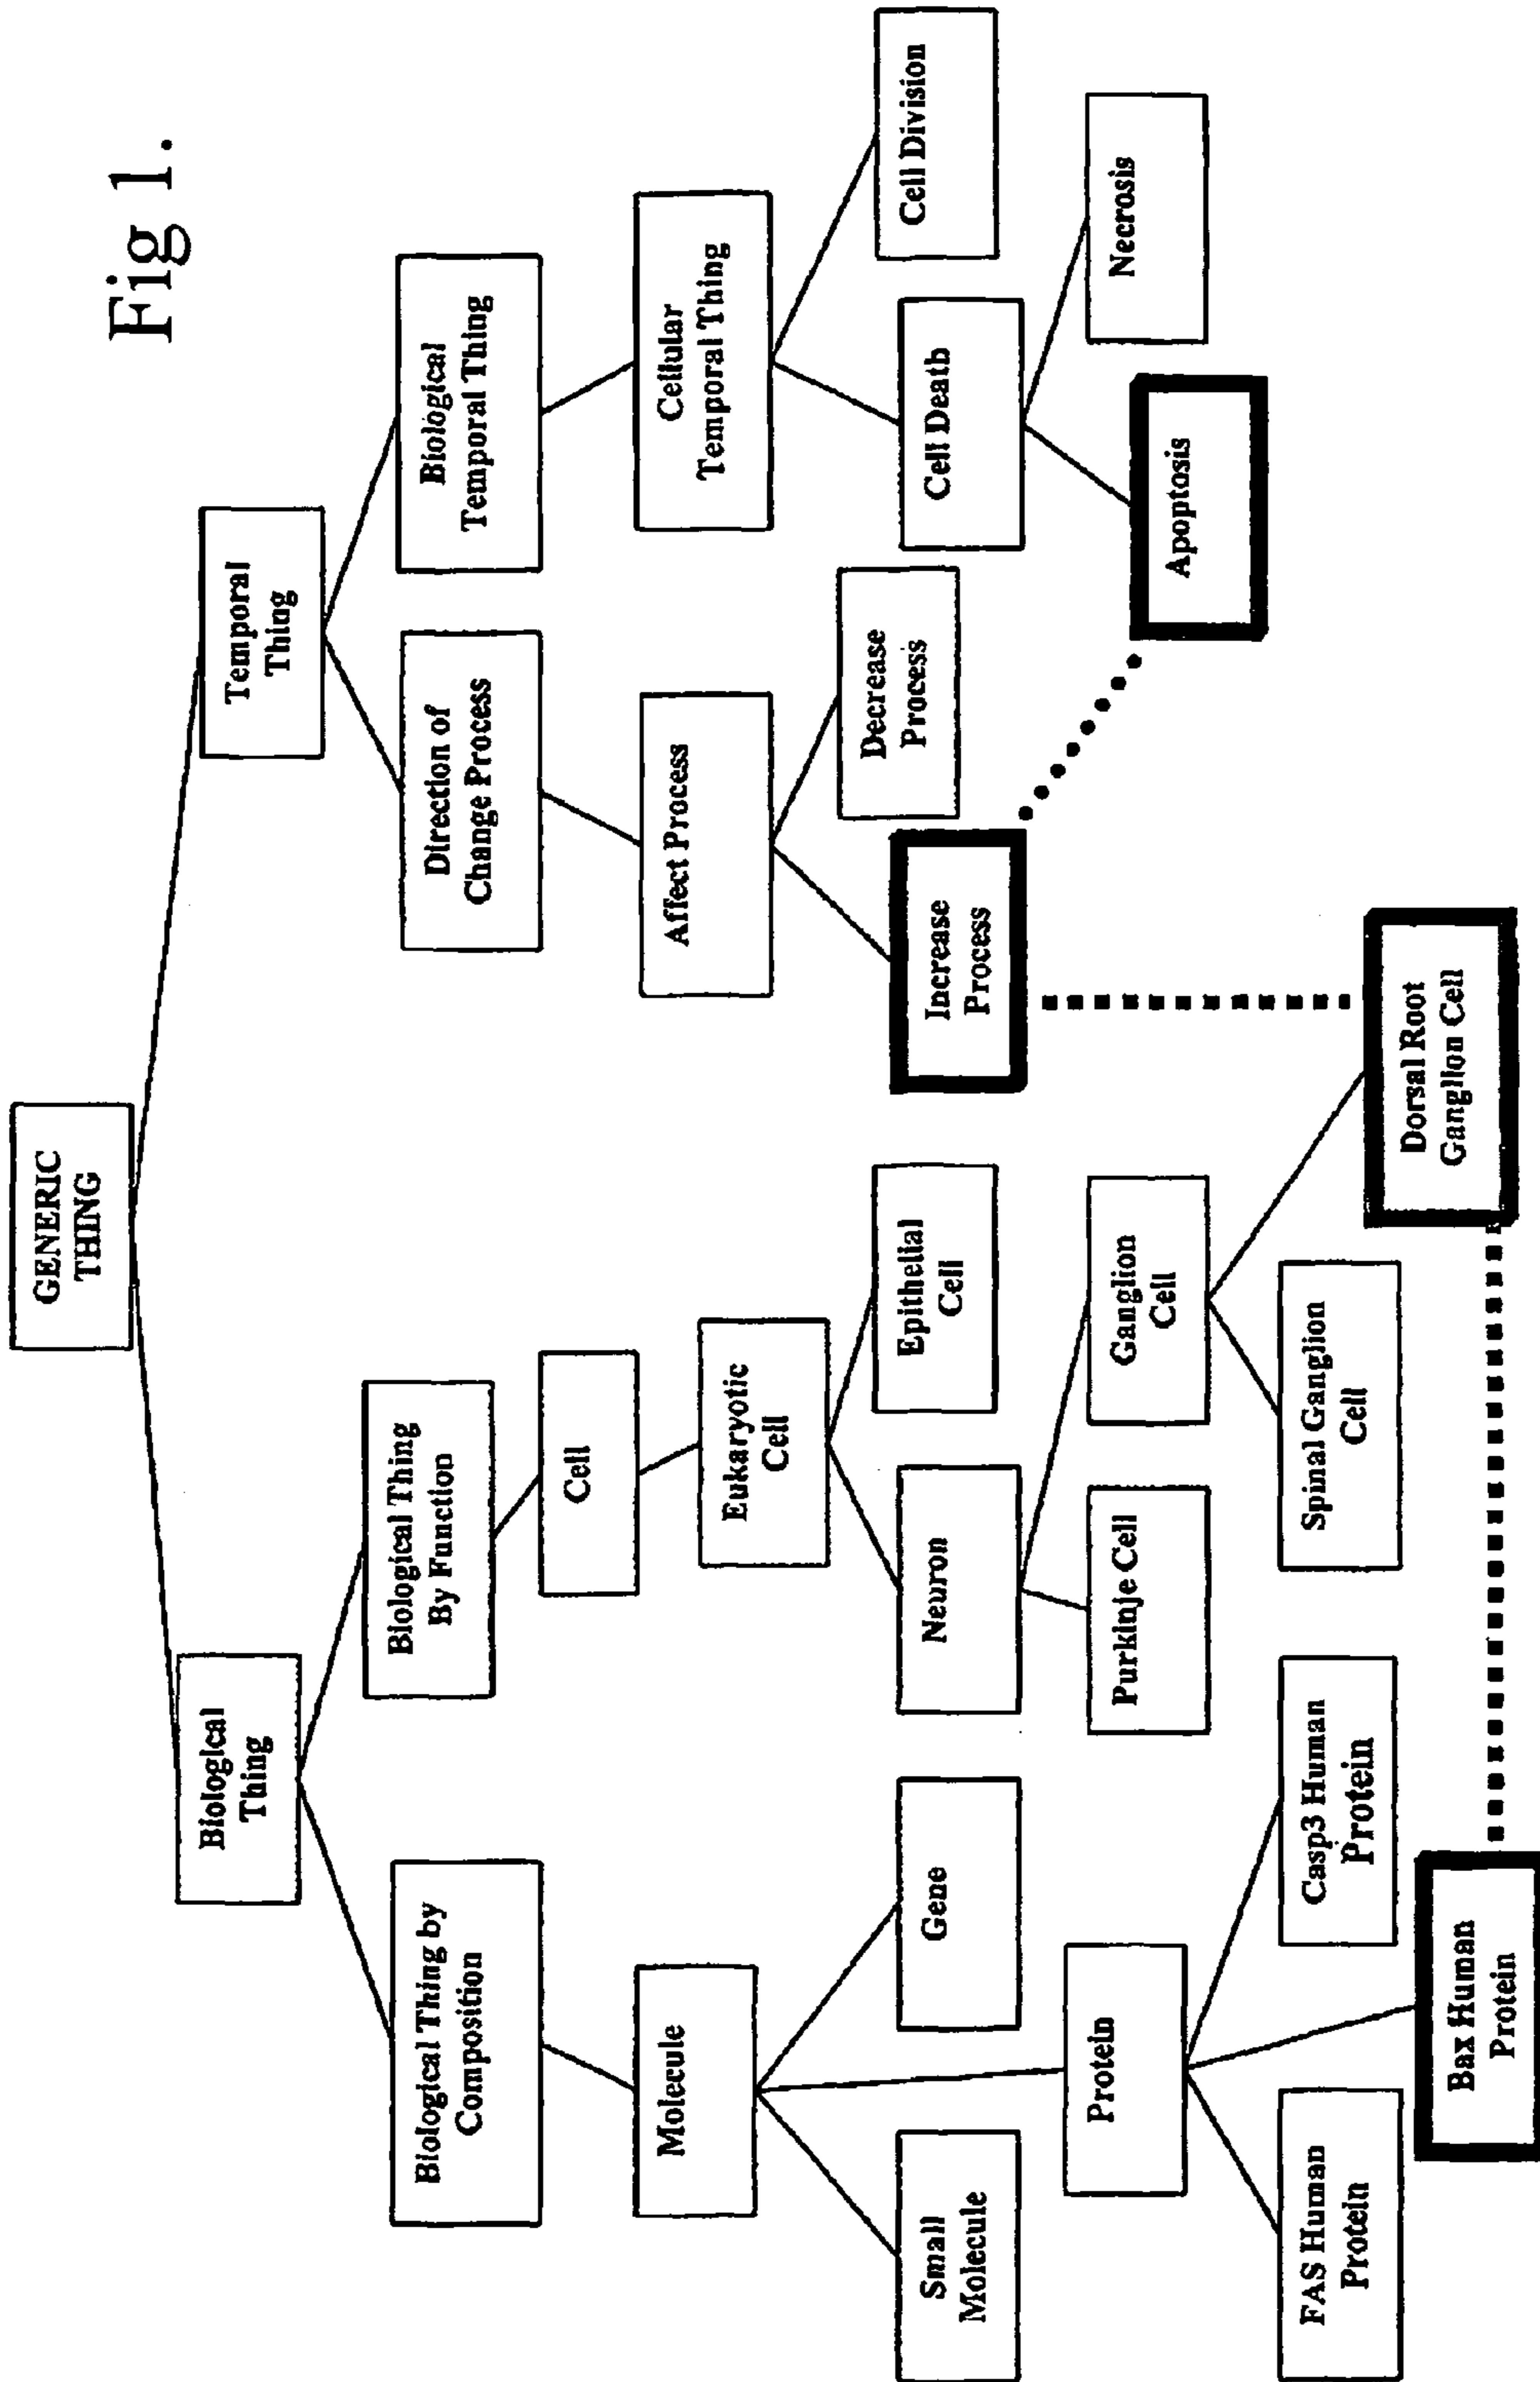 Fig 1.
GENERIC
THING
Biological
Thing
Temporal
Thing
Biological Thing by
Composition
Biological Thing
By Function
Direction of
Change Process
Biological
Temporal Thing
Molecule
Cell
Affect Process
Cellular
Temporal Thing
Eukaryotic
Cell
Small
Molecule
Gene
Neuron
Epithelial
Cell
Increase
Process
Decrease
Process
Cell Death
Cell Division
Protein
Purkinje Cell
Ganglion
Cell
Apoptosis
Necrosis
FAS Human
Protein
Casp3 Human
Protein
Spinal Ganglion
Cell
Dorsal Root
Ganglion Cell
Bax Human
Protein